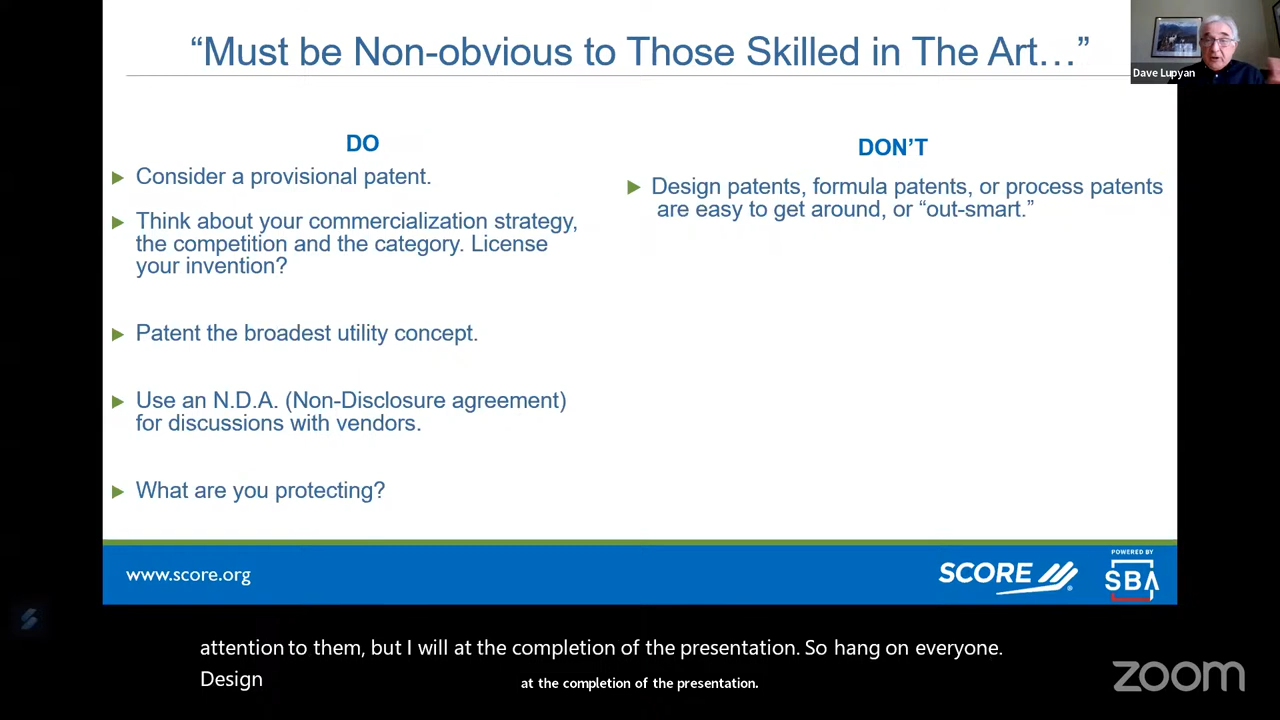 “Must be Non-obvious to Those Skilled in The Art…”
Dave Lupyan
DO
Consider a provisional patent.
Think about your commercialization strategy,
the competition and the category. License
your invention?
Patent the broadest utility concept.
Use an N.D.A. (Non-Disclosure agreement)
for discussions with vendors.
What are you protecting?
DON’T
Design patents, formula patents, or process patents
are easy to get around, or “out-smart.”
www.score.org
SCORE
POWERED BY
SBA
attention to them, but I will at the completion of the presentation. So hang on everyone.
Design
at the completion of the presentation.
zoom